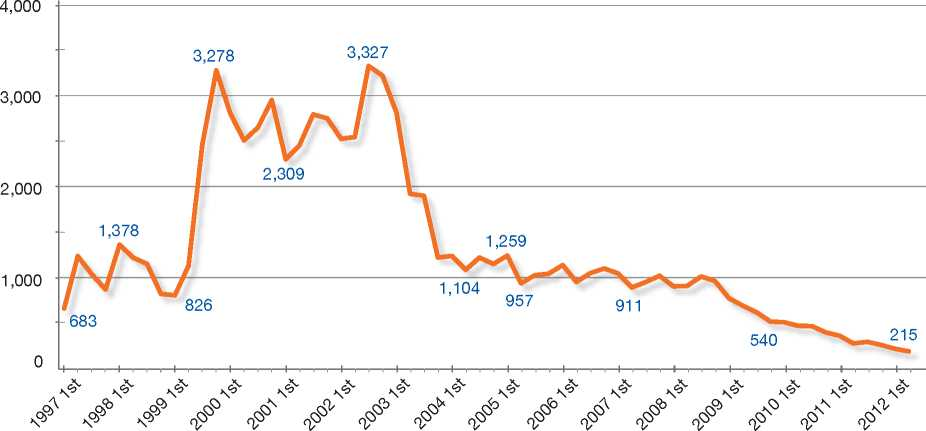 4,000
3,327
3,278
3,000
2,309
2,000
1,378
1,259
1,000
1,104
957
911
826
683
540
215
0
1997 1st
1998 1st
1999 1st
2000 1st
2001 1st
2002 1st
2003 1st
2004 1st
2005 1st
2006 1st
2007 1st
2008 1st
2009 1st
2010 1st
2011 1st
2012 1st